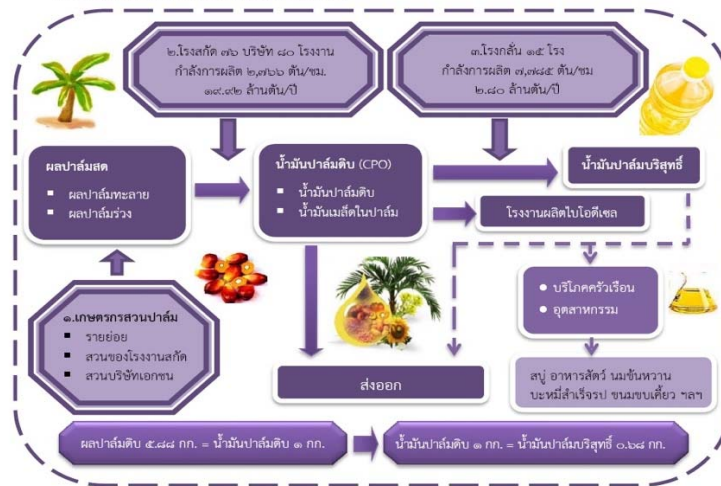 ๒.โรงสกัด ๗๖ บริษัท ๘๐ โรงงาน
กำลังการผลิต ๒,๗๖๖ ตัน/ชม.
๑๙.๙๒ ล้านตัน/ปี
๓.โรงกลั่น ๑๕ โรง
กำลังการผลิต ๗,๗๘๕ ตัน/ชม
๒.๘๐ ล้านตัน/ปี
ผลปาล์มสด
ผลปาล์มทะลาย
ผลปาล์มร่วง
น้ำมันปาล์มดิบ (CPO)
น้ำมันปาล์มดิบ
น้ำมันเมล็ดในปาล์ม
น้ำมันปาล์มบริสุทธิ์
โรงงานผลิตไบโอดีเซล
๑.เกษตรกรสวนปาล์ม
รายย่อย
สวนของโรงงานสกัด
สวนบริษัทเอกชน
บริโภคครัวเรือน
อุตสาหกรรม
ส่งออก
สบู่ อาหารสัตว์ นมข้นหวาน
บะหมี่สำเร็จรูป ขนมขบเคี้ยว ฯลฯ
ผลปาล์มดิบ ๕.๘๘ กก. = น้ำมันปาล์มดิบ ๑ กก.
น้ำมันปาล์มดิบ ๑ กก. = น้ำมันปาล์มบริสุทธิ์ ๐.๖๘ กก.